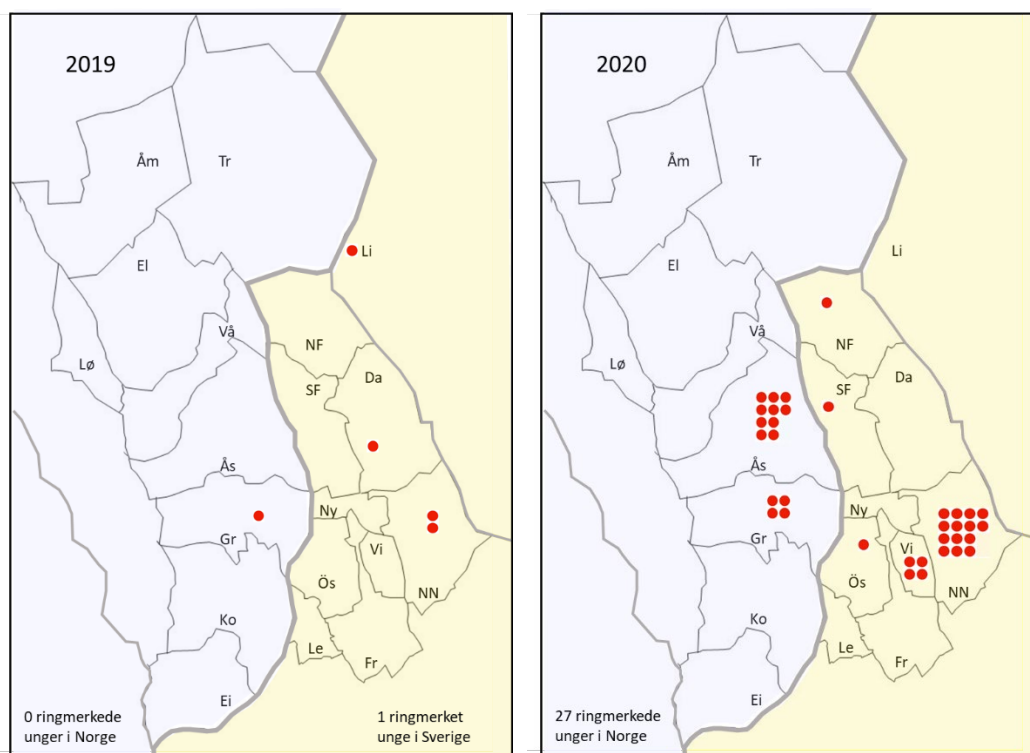 2019
Åm
Tr
El
Li
Vå
Lø
NF
Da
SF
Ås
Ny
Gr
Vi
Ös
NN
Ko
Le
Fr
Ei
0 ringmerkede
unger i Norge
1 ringmerket
unge i Sverige
2020
Åm
Tr
El
Li
Vå
NF
Lø
Da
SF
Ås
Ny
Gr
Vi
Ös
NN
Ko
Le
Fr
Ei
27 ringmerkede
unger i Norge